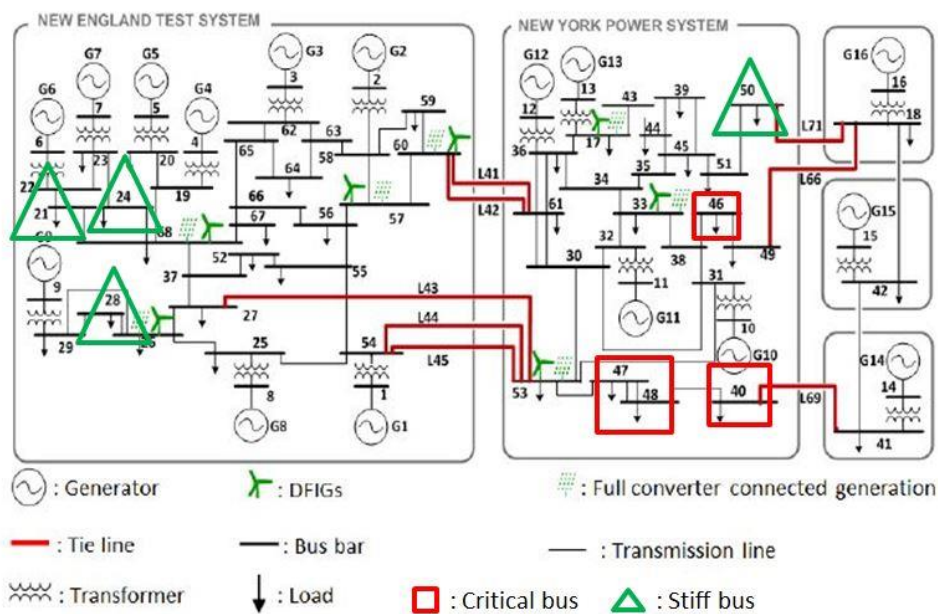 NEW ENGLAND TEST SYSTEM
NEW YORK POWER SYSTEM
G7 G5 G3 G2 G12 G13 G16
G6 G4
7 5 3 2 59 12 13 43 39 50 16
6 4 62 63 60 17 44 L71 18
23 20 65 58 36 45 51
22 24 19 64 L41 35 L66
21 66 56 L42 61 34 33 46 G15
68 67 57 30 32 38 49 15
G9 37 52 55 31 42
9 28 11
27 L43 G11 10
29 26 L44 G10 G14
25 54 L45 47 40 14
8 1 53 48 L69
G8 G1 41
: Generator
: DFIGs
: Full converter connected generation
: Tie line
: Bus bar
: Transmission line
: Transformer
: Load
: Critical bus
: Stiff bus